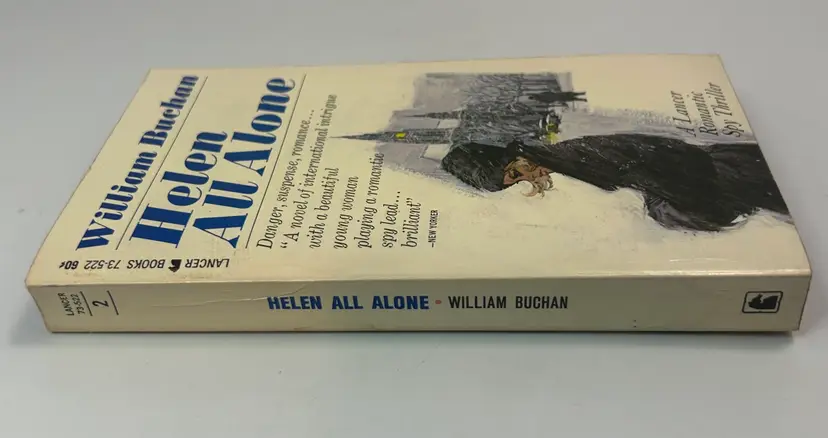 William Buchan
Helen
All Alone
Danger, suspense, romance....
"A novel of international intrigue
with a beautiful
young woman
playing a romantic
spy lead...
brilliant"
—NEW YORKER
A Lancer
Romantic
Spy Thriller
LANCER BOOKS 73-522 60¢
LANCER
73-522
2
HELEN ALL ALONE • WILLIAM BUCHAN